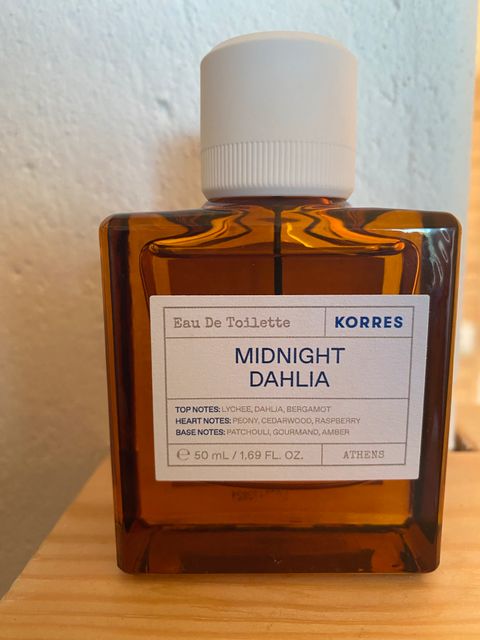 Eau De Toilette
KORRES
MIDNIGHT
DAHLIA
TOP NOTES: LYCHEE, DAHLIA, BERGAMOT
HEART NOTES: PEONY, CEDARWOOD, RASPBERRY
BASE NOTES: PATCHOULI, GOURMAND, AMBER
℮ 50 mL / 1,69 FL. OZ.
ATHENS